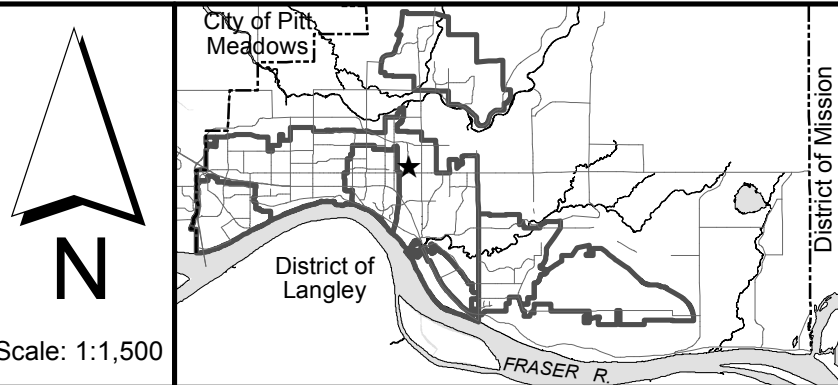 City of Pitt
Meadows
District of Mission
District of
Langley
N
Scale: 1:1,500
FRASER R.